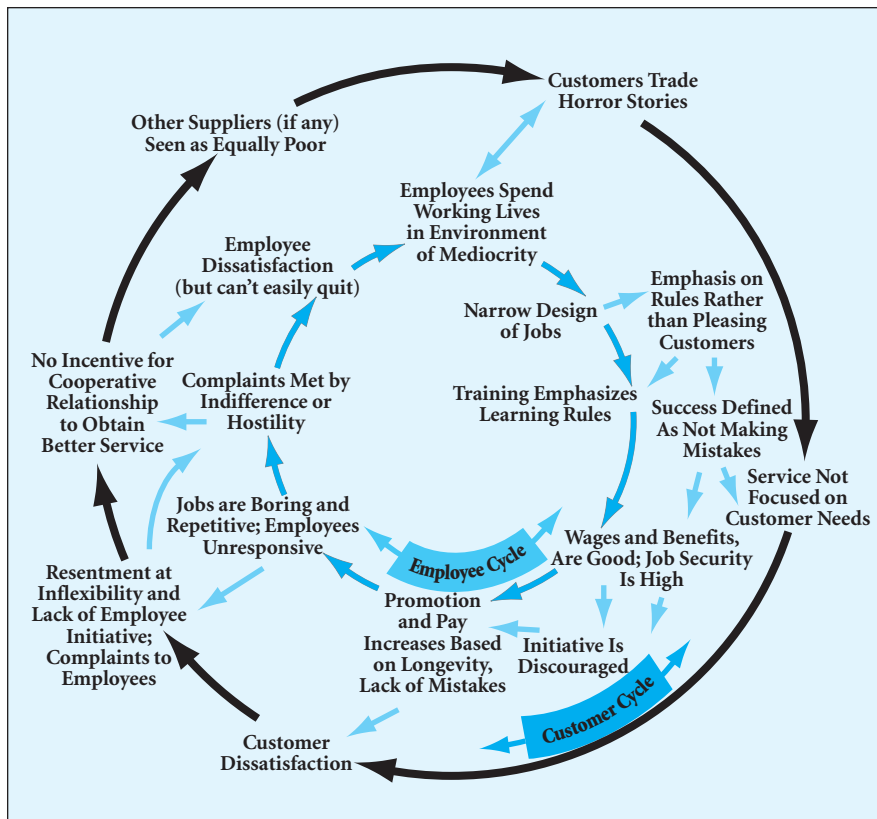 Customers Trade
Horror Stories
Other Suppliers (if any)
Seen as Equally Poor
Employees Spend
Working Lives
in Environment
of Mediocrity
Employee
Dissatisfaction
(but can't easily quit)
Emphasis on
Rules Rather
than Pleasing
Customers
Narrow Design
of Jobs
No Incentive for
Cooperative
Relationship
to Obtain
Better Service
Complaints Met by
Indifference or
Hostility
Training Emphasizes
Learning Rules
Success Defined
As Not Making
Mistakes
Service Not
Focused on
Customer Needs
Jobs are Boring and
Repetitive; Employees
Unresponsive
Employee Cycle
Wages and Benefits,
Are Good; Job Security
Is High
Resentment at
Inflexibility and
Lack of Employee
Initiative;
Complaints to
Employees
Promotion
and Pay
Increases Based
on Longevity,
Lack of Mistakes
Initiative Is
Discouraged
Customer Cycle
Customer
Dissatisfaction